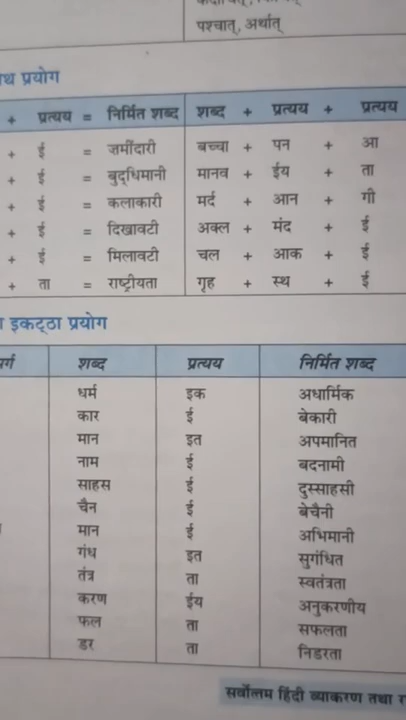 पश्चात्, अर्थात्
प्रयोग
+ प्रत्यय = निर्मित शब्द शब्द + प्रत्यय + प्रत्यय
+ ई = ज़मींदारी बच्चा + पन + आ
+ ई = बुद्धिमानी मानव + ईय + ता
+ ई = कलाकारी मर्द + आन + गी
+ ई = दिखावटी अक्ल + मंद + ई
+ ई = मिलावटी चल + आक + ई
+ ता = राष्ट्रीयता गृह + स्थ + ई
इकट्ठा प्रयोग
शब्द प्रत्यय निर्मित शब्द
धर्म इक अधार्मिक
कार ई बेकारी
मान इत अपमानित
नाम ई बदनामी
साहस ई दुस्साहसी
चैन ई बेचैनी
मान ई अभिमानी
गंध इत सुगंधित
तंत्र ता स्वतंत्रता
करण ईय अनुकरणीय
फल ता सफलता
डर ता निडरता
सर्वोत्तम हिंदी व्याकरण तथा